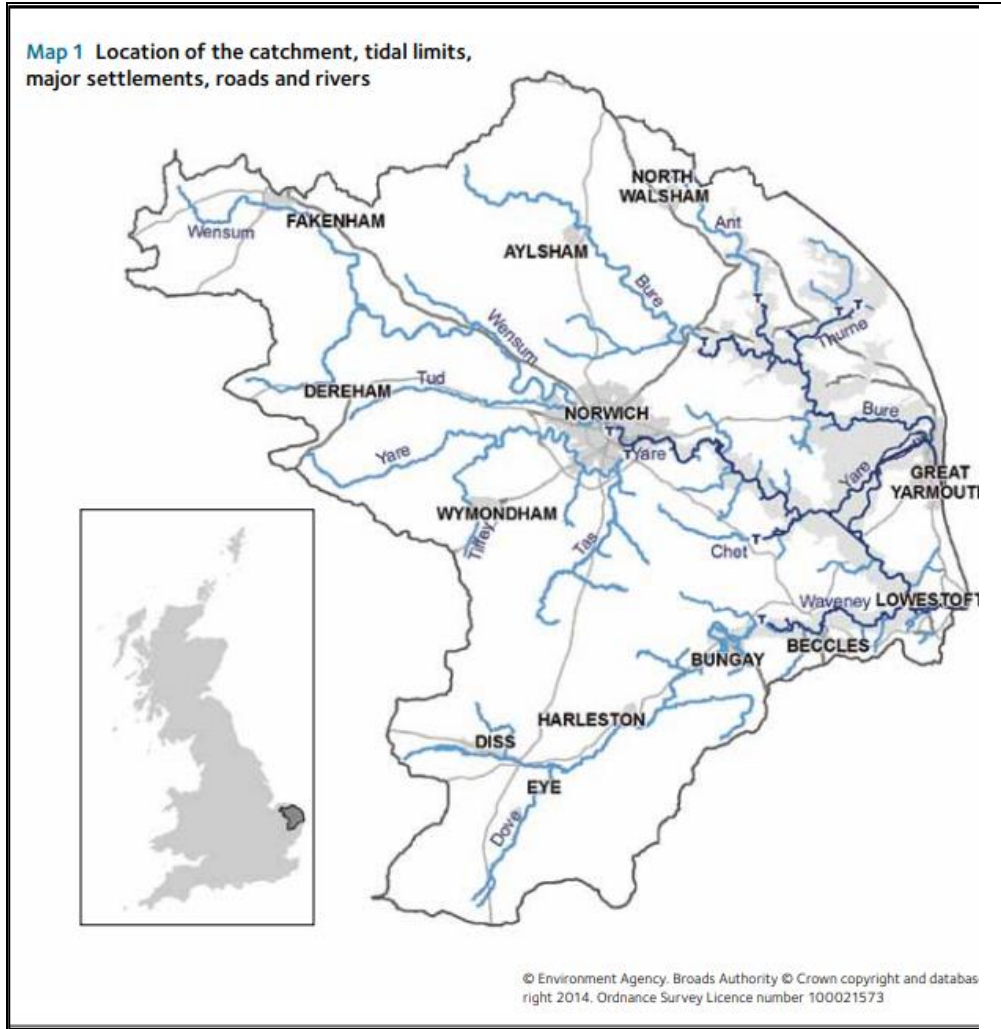 Map 1 Location of the catchment, tidal limits,
major settlements, roads and rivers
NORTH
WALSHAM
FAKENHAM
Wensum
Ant
AYLSHAM
Bure
T
T
T
Wensum
Thurne
T
DEREHAM
Tud
NORWICH
Bure
T
Yare
T
Yare
Yare
GREAT
YARMOUT
WYMONDHAM
Tiffey
Tas
Chet
T
Waveney
LOWESTOFT
T
BECCLES
BUNGAY
HARLESTON
DISS
EYE
Dove
© Environment Agency. Broads Authority © Crown copyright and databas
right 2014. Ordnance Survey Licence number 100021573